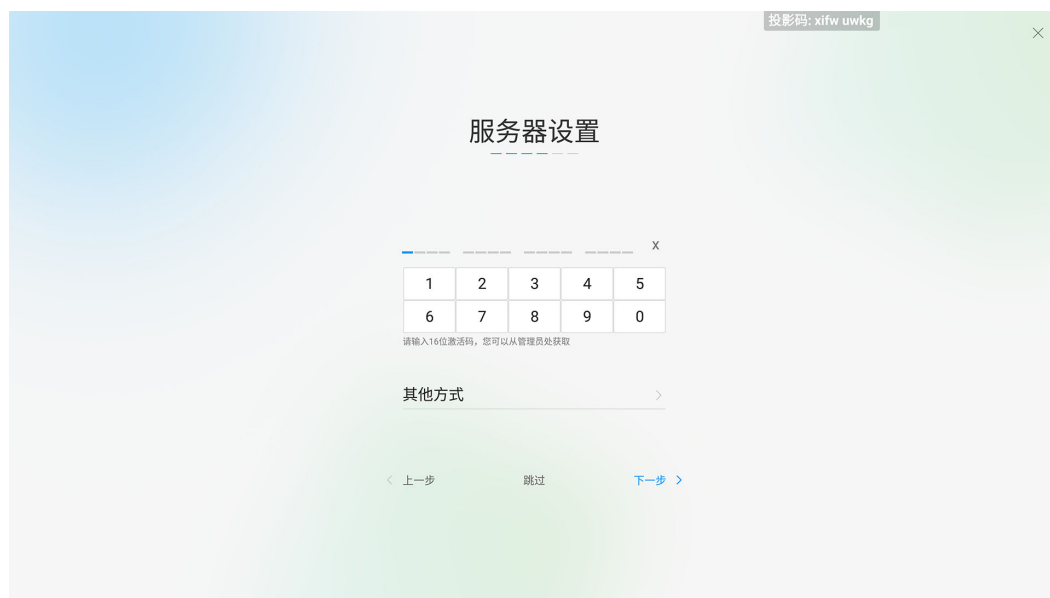 投影码: xifw uwkg
服务器设置
X
1 2 3 4 5
6 7 8 9 0
请输入16位激活码，您可以从管理员处获取
其他方式
上一步 跳过 下一步